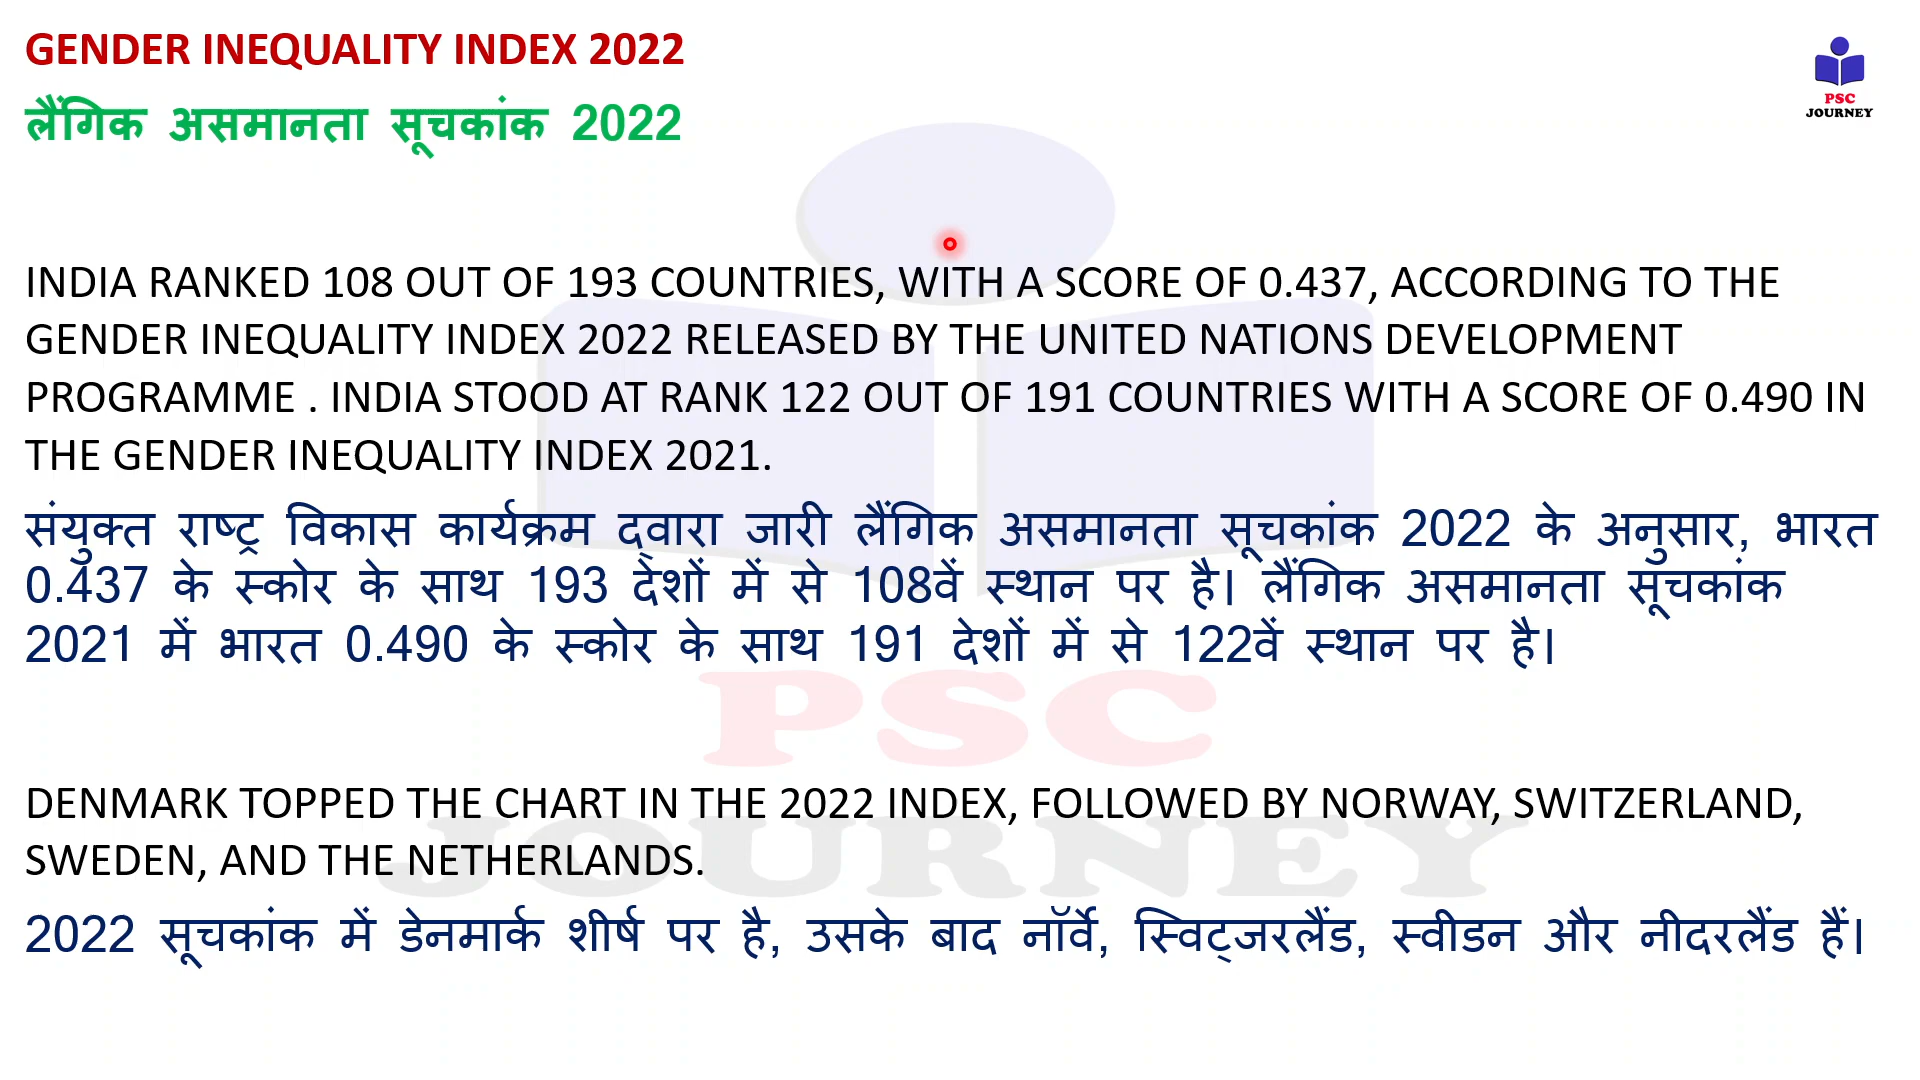 GENDER INEQUALITY INDEX 2022
PSC
JOURNEY
लैंगिक असमानता सूचकांक 2022
INDIA RANKED 108 OUT OF 193 COUNTRIES, WITH A SCORE OF 0.437, ACCORDING TO THE
GENDER INEQUALITY INDEX 2022 RELEASED BY THE UNITED NATIONS DEVELOPMENT
PROGRAMME . INDIA STOOD AT RANK 122 OUT OF 191 COUNTRIES WITH A SCORE OF 0.490 IN
THE GENDER INEQUALITY INDEX 2021.
संयुक्त राष्ट्र विकास कार्यक्रम द्वारा जारी लैंगिक असमानता सूचकांक 2022 के अनुसार, भारत
0.437 के स्कोर के साथ 193 देशों में से 108वें स्थान पर है। लैंगिक असमानता सूचकांक
2021 में भारत 0.490 के स्कोर के साथ 191 देशों में से 122वें स्थान पर है।
PSC
DENMARK TOPPED THE CHART IN THE 2022 INDEX, FOLLOWED BY NORWAY, SWITZERLAND,
SWEDEN, AND THE NETHERLANDS.
JOURNEY
2022 सूचकांक में डेनमार्क शीर्ष पर है, उसके बाद नॉर्वे, स्विट्जरलैंड, स्वीडन और नीदरलैंड हैं।